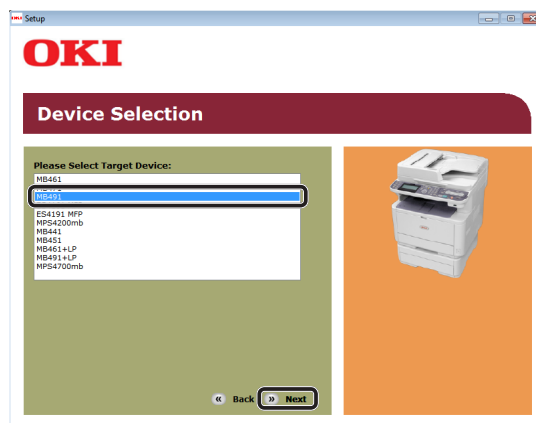 OKI Setup
OKI
Device Selection
Please Select Target Device:
MB461
MB491
ES4191 MFP
MPS4200mb
MB441
MB451
MB461+LP
MB491+LP
MPS4700mb
« Back » Next